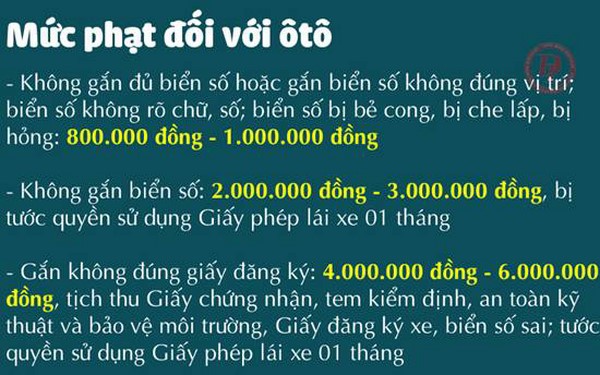 Mức phạt đối với ôtô
- Không gắn đủ biển số hoặc gắn biển số không đúng vị trí;
biển số không rõ chữ, số; biển số bị bẻ cong, bị che lấp, bị
hỏng: 800.000 đồng - 1.000.000 đồng
- Không gắn biển số: 2.000.000 đồng - 3.000.000 đồng, bị
tước quyền sử dụng Giấy phép lái xe 01 tháng
- Gắn không đúng giấy đăng ký: 4.000.000 đồng - 6.000.000
đồng, tịch thu Giấy chứng nhận, tem kiểm định, an toàn kỹ
thuật và bảo vệ môi trường, Giấy đăng ký xe, biển số sai; tước
quyền sử dụng Giấy phép lái xe 01 tháng